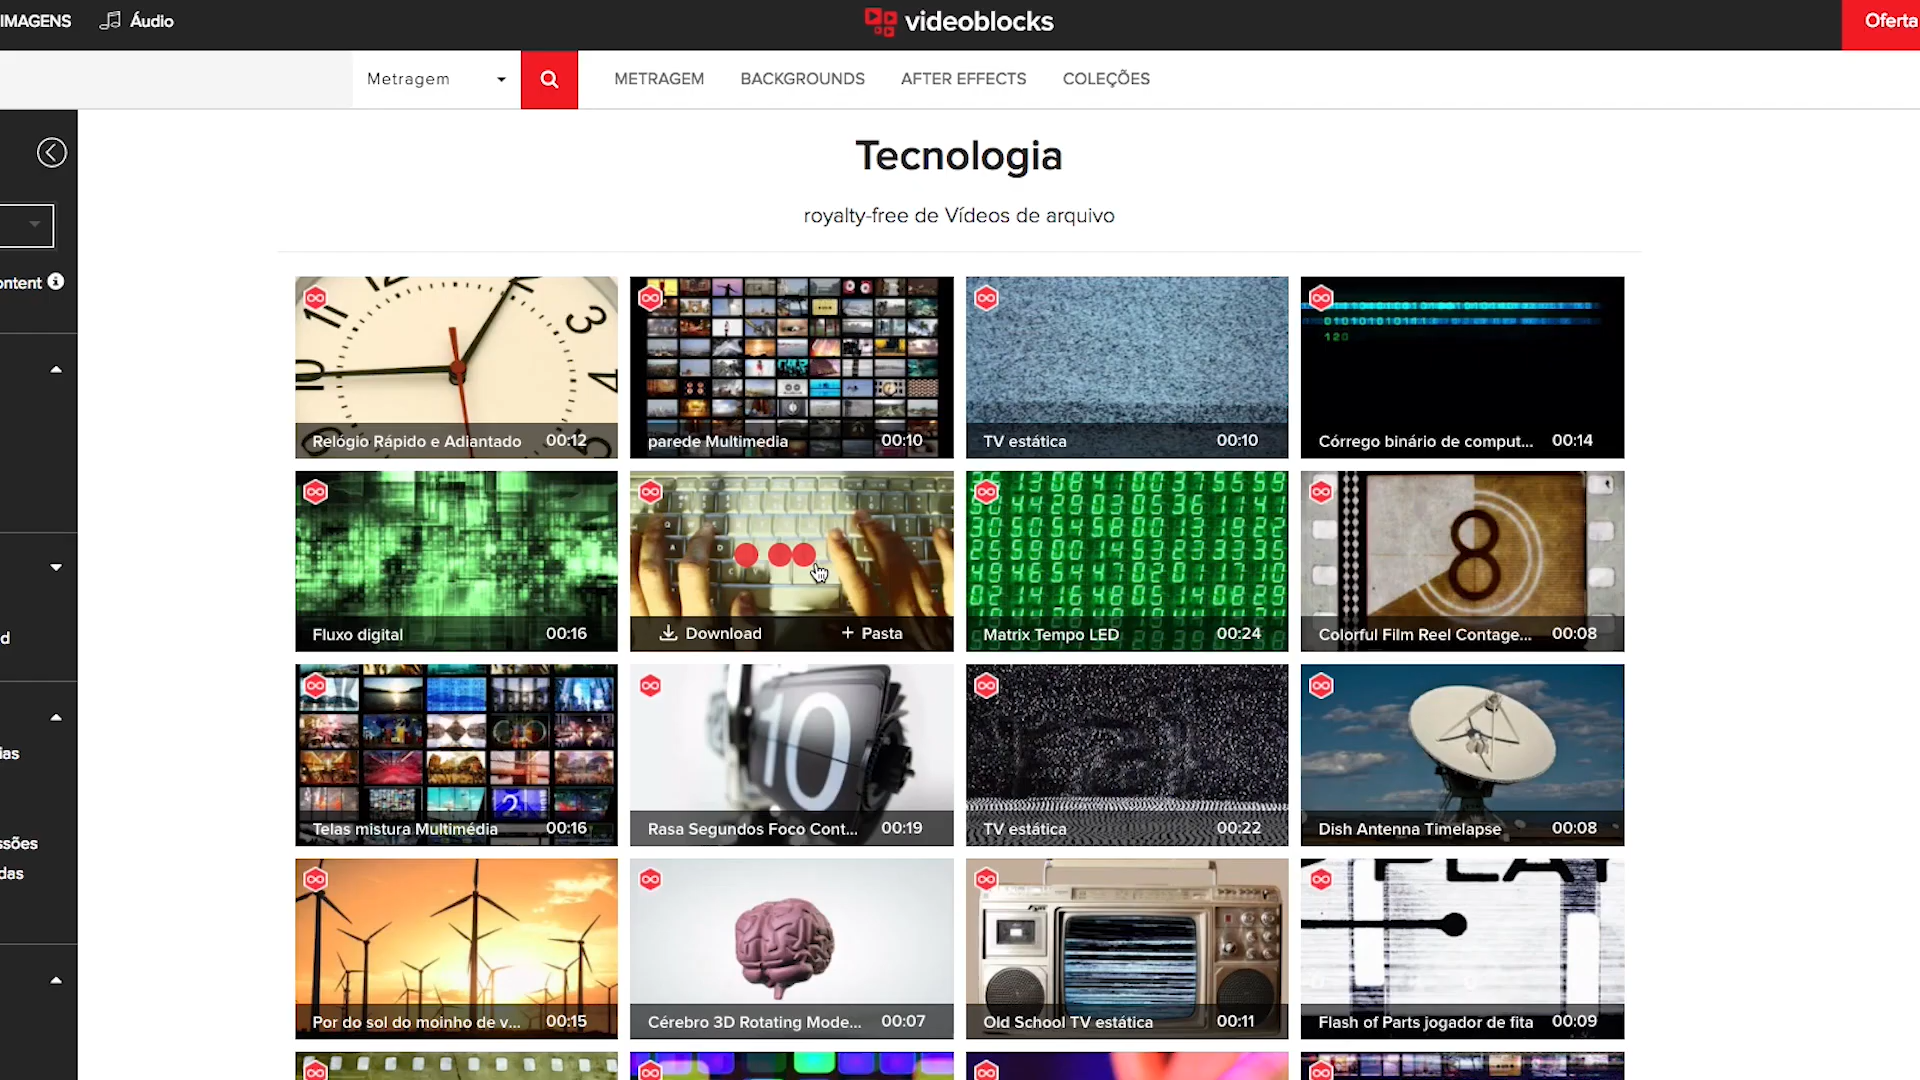 IMAGENS Áudio videoblocks Oferta
Metragem METRAGEM BACKGROUNDS AFTER EFFECTS COLEÇÕES
Tecnologia
royalty-free de Vídeos de arquivo
ontent
Relógio Rápido e Adiantado 00:12
parede Multimedia 00:10
TV estática 00:10
Córrego binário de comput... 00:14
Fluxo digital 00:16
Download + Pasta
Matrix Tempo LED 00:24
Colorful Film Reel Contage... 00:08
d
Telas mistura Multimédia 00:16
Rasa Segundos Foco Cont... 00:19
TV estática 00:22
Dish Antenna Timelapse 00:08
ias
ssões
das
Por do sol do moinho de v... 00:15
Cérebro 3D Rotating Mode... 00:07
Old School TV estática 00:11
Flash of Parts jogador de fita 00:09